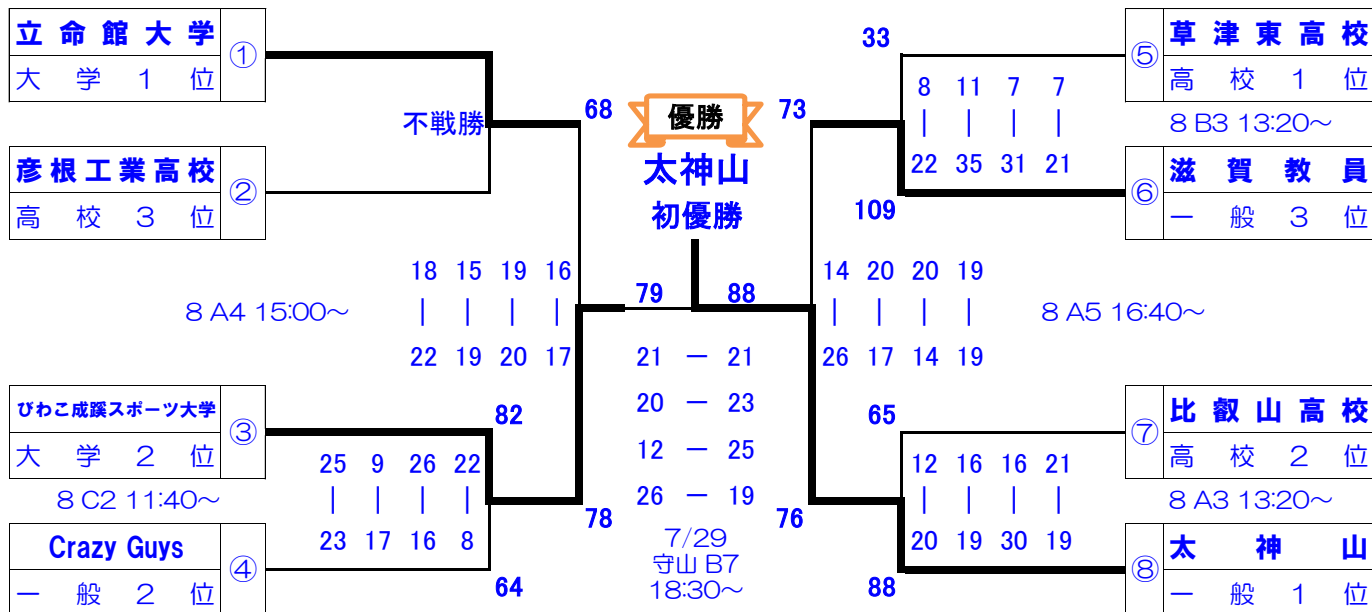 立命館大学
①
大学1位
不戦勝
彦根工業高校
②
高校3位
68
優勝
太神山
初優勝
73
33
8 11 7 7
| | | |
22 35 31 21
109
草津東高校
⑤
高校1位
8 B3 13:20～
滋賀教員
⑥
一般3位
8 A4 15:00～
18 15 19 16
| | | |
22 19 20 17
79 88
14 20 20 19
| | | |
26 17 14 19
8 A5 16:40～
21 － 21
20 － 23
12 － 25
26 － 19
7/29
守山 B7
18:30～
びわこ成蹊スポーツ大学
③
大学2位
8 C2 11:40～
82
25 9 26 22
| | | |
23 17 16 8
78
64
Crazy Guys
④
一般2位
65
12 16 16 21
| | | |
20 19 30 19
76
88
比叡山高校
⑦
高校2位
8 A3 13:20～
太神山
⑧
一般1位